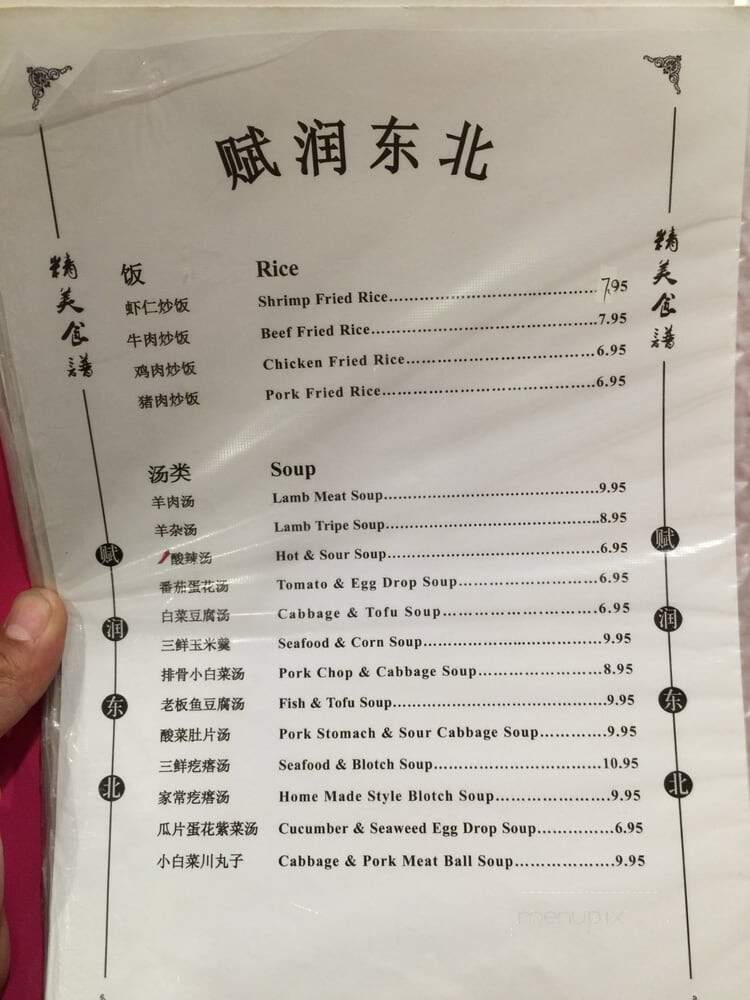 赋润东北
精美食谱
精美食谱
饭 Rice
虾仁炒饭 Shrimp Fried Rice........................................7.95
牛肉炒饭 Beef Fried Rice........................................7.95
鸡肉炒饭 Chicken Fried Rice...................................6.95
猪肉炒饭 Pork Fried Rice........................................6.95
汤类 Soup
羊肉汤 Lamb Meat Soup........................................9.95
羊杂汤 Lamb Tripe Soup........................................8.95
酸辣汤 Hot & Sour Soup........................................6.95
番茄蛋花汤 Tomato & Egg Drop Soup..........................6.95
白菜豆腐汤 Cabbage & Tofu Soup.............................6.95
三鲜玉米羹 Seafood & Corn Soup.................................9.95
排骨小白菜汤 Pork Chop & Cabbage Soup........................8.95
老板鱼豆腐汤 Fish & Tofu Soup........................................9.95
酸菜肚片汤 Pork Stomach & Sour Cabbage Soup.............9.95
三鲜疙瘩汤 Seafood & Blotch Soup...............................10.95
家常疙瘩汤 Home Made Style Blotch Soup.....................9.95
瓜片蛋花紫菜汤 Cucumber & Seaweed Egg Drop Soup..............6.95
小白菜川丸子 Cabbage & Pork Meat Ball Soup..................9.95
赋润东北
赋润东北
menupix